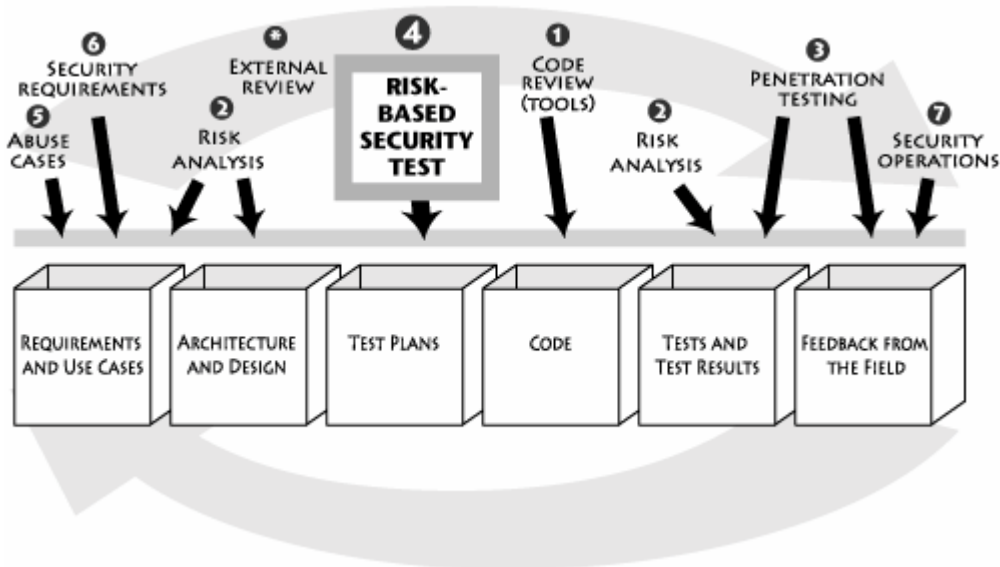 6
SECURITY
REQUIREMENTS
5
ABUSE
CASES
2
RISK
ANALYSIS
*
EXTERNAL
REVIEW
4
RISK-
BASED
SECURITY
TEST
1
CODE
REVIEW
(TOOLS)
2
RISK
ANALYSIS
3
PENETRATION
TESTING
7
SECURITY
OPERATIONS
REQUIREMENTS
AND USE CASES
ARCHITECTURE
AND DESIGN
TEST PLANS
CODE
TESTS AND
TEST RESULTS
FEEDBACK FROM
THE FIELD